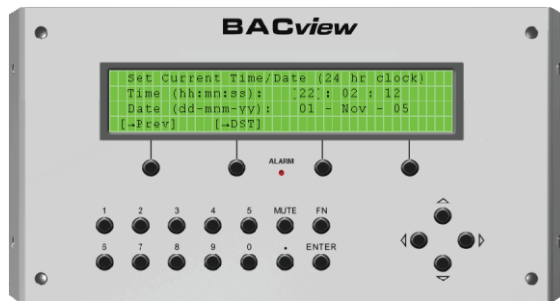 BACview
Set Current Time/Date (24 hr clock)
Time (hh:mn:ss): [22]: 02 : 12
Date (dd-mnm-yy): 01 - Nov - 05
[→Prev] [→DST]
ALARM
1 2 3 4 5 MUTE FN
6 7 8 9 0 . ENTER